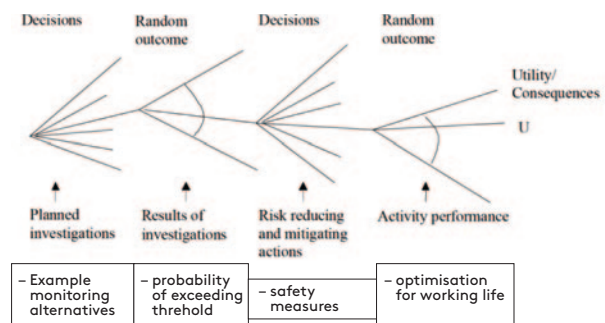 Decisions
Random
outcome
Decisions
Random
outcome
Utility/
Consequences
U
Planned
investigations
Results of
investigations
Risk reducing
and mitigating
actions
Activity performance
– Example
monitoring
alternatives
– probability
of exceeding
threhold
– safety
measures
– optimisation
for working life